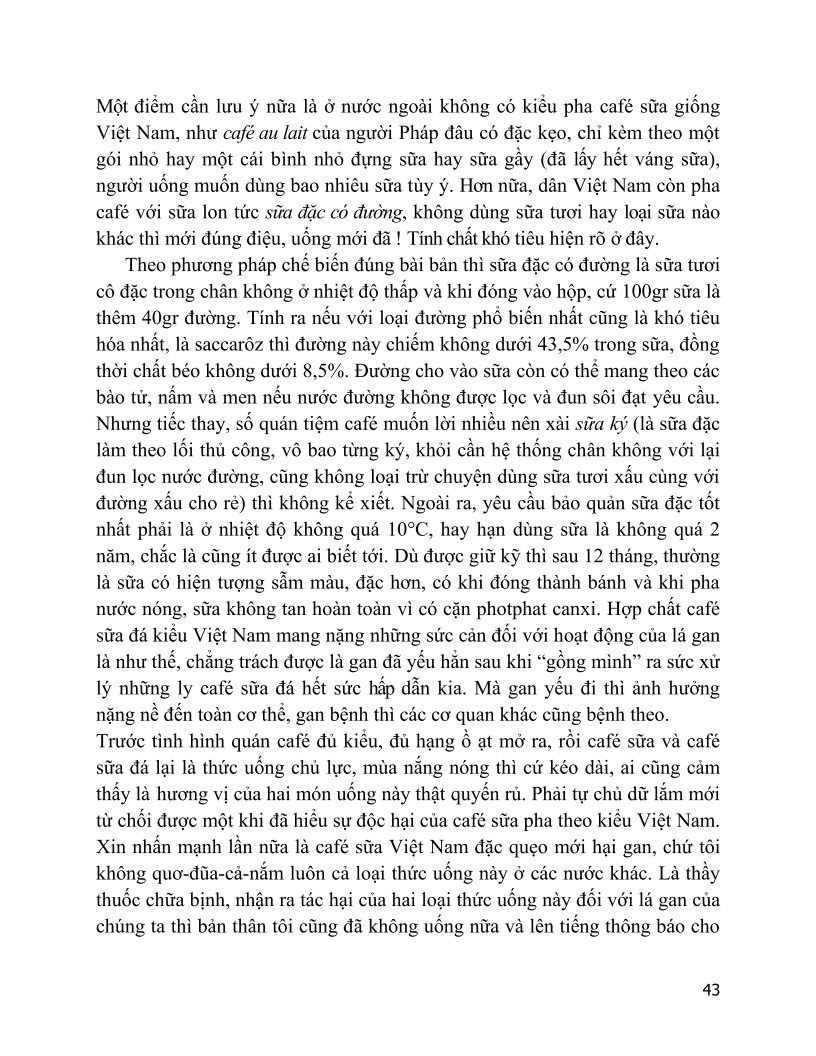 Một điểm cần lưu ý nữa là ở nước ngoài không có kiểu pha café sữa giống
Việt Nam, như café au lait của người Pháp đâu có đặc kẹo, chỉ kèm theo một
gói nhỏ hay một cái bình nhỏ đựng sữa hay sữa gầy (đã lấy hết váng sữa),
người uống muốn dùng bao nhiêu sữa tùy ý. Hơn nữa, dân Việt Nam còn pha
café với sữa lon tức sữa đặc có đường, không dùng sữa tươi hay loại sữa nào
khác thì mới đúng điệu, uống mới đã ! Tính chất khó tiêu hiện rõ ở đây.
Theo phương pháp chế biến đúng bài bản thì sữa đặc có đường là sữa tươi
cô đặc trong chân không ở nhiệt độ thấp và khi đóng vào hộp, cứ 100gr sữa là
thêm 40gr đường. Tính ra nếu với loại đường phổ biến nhất cũng là khó tiêu
hóa nhất, là saccarôz thì đường này chiếm không dưới 43,5% trong sữa, đồng
thời chất béo không dưới 8,5%. Đường cho vào sữa còn có thể mang theo các
bào tử, nấm và men nếu nước đường không được lọc và đun sôi đạt yêu cầu.
Nhưng tiếc thay, số quán tiệm café muốn lời nhiều nên xài sữa ký (là sữa đặc
làm theo lối thủ công, vô bao từng ký, khỏi cần hệ thống chân không với lại
đun lọc nước đường, cũng không loại trừ chuyện dùng sữa tươi xấu cùng với
đường xấu cho rẻ) thì không kể xiết. Ngoài ra, yêu cầu bảo quản sữa đặc tốt
nhất phải là ở nhiệt độ không quá 10°C, hay hạn dùng sữa là không quá 2
năm, chắc là cũng ít được ai biết tới. Dù được giữ kỹ thì sau 12 tháng, thường
là sữa có hiện tượng sẫm màu, đặc hơn, có khi đóng thành bánh và khi pha
nước nóng, sữa không tan hoàn toàn vì có cặn photphat canxi. Hợp chất café
sữa đá kiểu Việt Nam mang nặng những sức cản đối với hoạt động của lá gan
là như thế, chẳng trách được là gan đã yếu hẳn sau khi “gồng mình” ra sức xử
lý những ly café sữa đá hết sức hấp dẫn kia. Mà gan yếu đi thì ảnh hưởng
nặng nề đến toàn cơ thể, gan bệnh thì các cơ quan khác cũng bệnh theo.
Trước tình hình quán café đủ kiểu, đủ hạng ồ ạt mở ra, rồi café sữa và café
sữa đá lại là thức uống chủ lực, mùa nắng nóng thì cứ kéo dài, ai cũng cảm
thấy là hương vị của hai món uống này thật quyến rủ. Phải tự chủ dữ lắm mới
từ chối được một khi đã hiểu sự độc hại của café sữa pha theo kiểu Việt Nam.
Xin nhấn mạnh lần nữa là café sữa Việt Nam đặc quẹo mới hại gan, chứ tôi
không quơ-đũa-cả-nắm luôn cả loại thức uống này ở các nước khác. Là thầy
thuốc chữa bịnh, nhận ra tác hại của hai loại thức uống này đối với lá gan của
chúng ta thì bản thân tôi cũng đã không uống nữa và lên tiếng thông báo cho
43